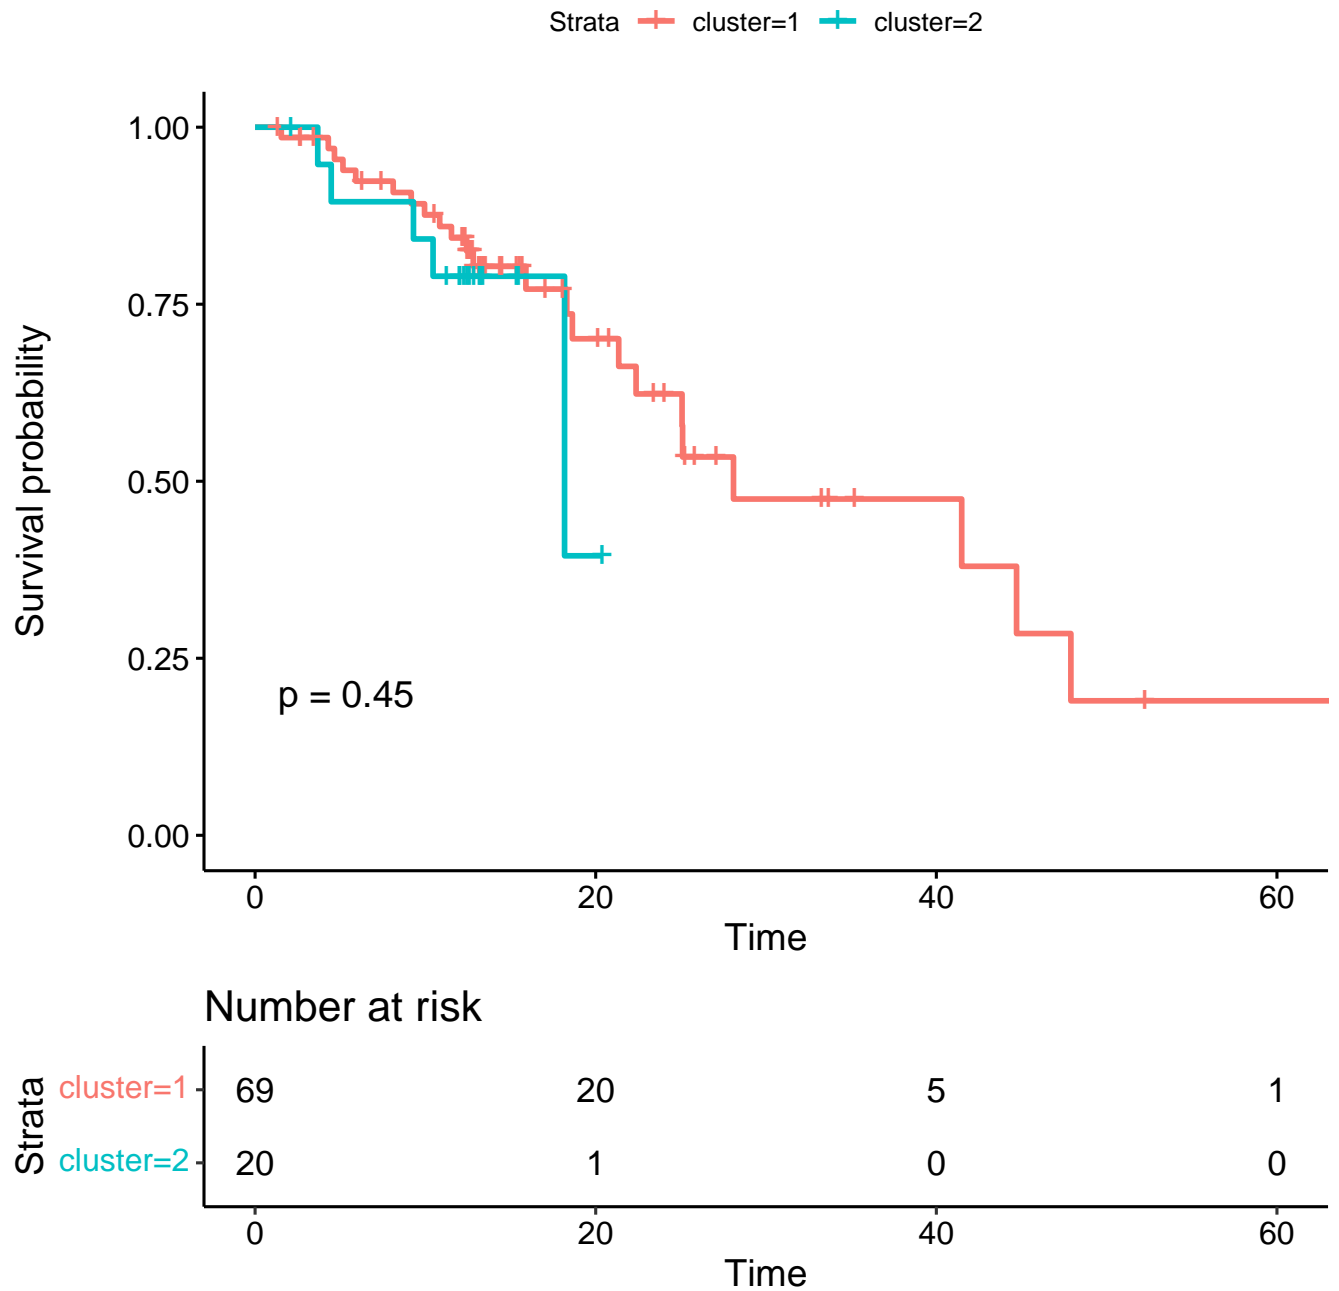 Strata cluster=1 cluster=2
1.00
0.75
0.50
0.25
0.00
Survival probability
p = 0.45
0 20 40 60
Time
Number at risk
Strata
cluster=1 69 20 5 1
cluster=2 20 1 0 0
0 20 40 60
Time